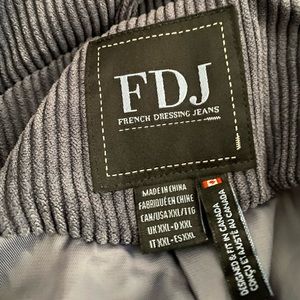 FDJ
FRENCH DRESSING JEANS
MADE IN CHINA
FABRIQUÉ EN CHINE
CAN/USA XXL/TTG
UK XXL-D XXL
IT XXL-ES XXL
DESIGNED & FIT IN CANADA
CONÇU ET AJUSTÉ AU CANADA